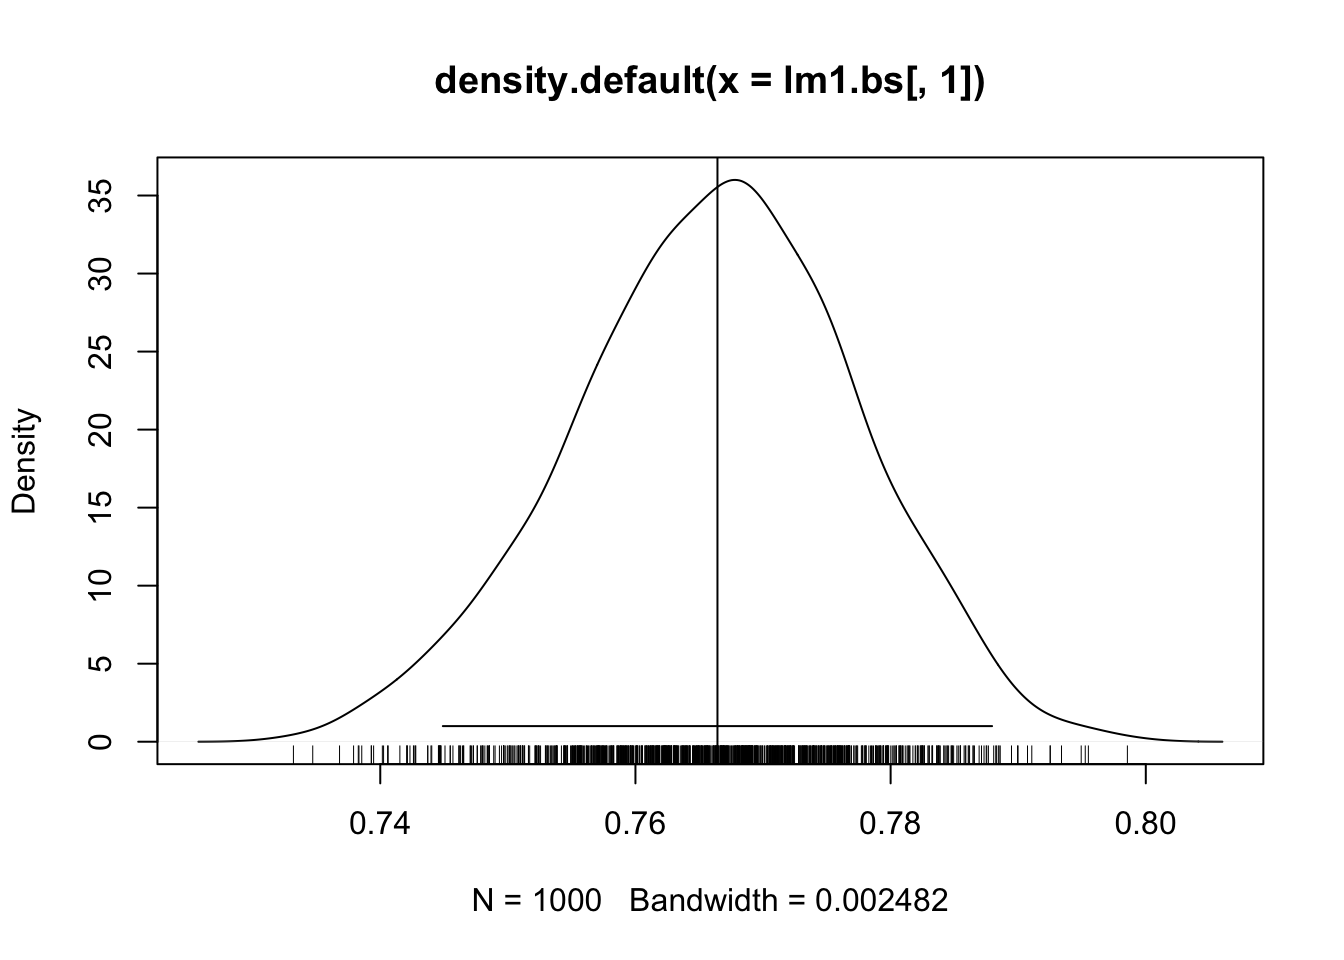 density.default(x = lm1.bs[, 1])
Density
35
30
25
20
15
10
5
0
0.74 0.76 0.78 0.80
N = 1000 Bandwidth = 0.002482